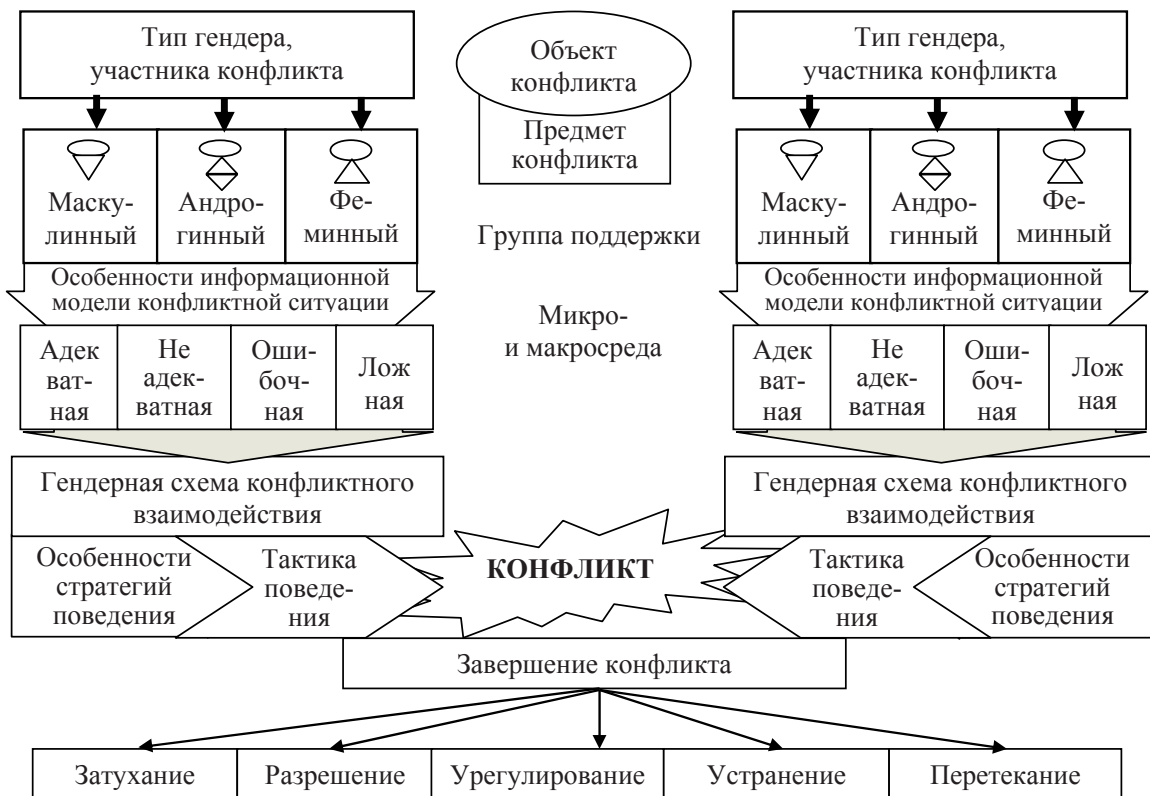 Тип гендера,
участника конфликта
Маску-
линный
Андро-
гинный
Фе-
минный
Особенности информационной
модели конфликтной ситуации
Адек
ват-
ная
Не
адек-
ватная
Оши-
боч-
ная
Лож
ная
Гендерная схема конфликтного
взаимодействия
Особенности
стратегий
поведения
Тактика
поведе-
ния
Объект
конфликта
Предмет
конфликта
Группа поддержки
Микро-
и макросреда
КОНФЛИКТ
Тип гендера,
участника конфликта
Маску-
линный
Андро-
гинный
Фе-
минный
Особенности информационной
модели конфликтной ситуации
Адек
ват-
ная
Не
адек-
ватная
Оши-
боч-
ная
Лож
ная
Гендерная схема конфликтного
взаимодействия
Тактика
поведе-
ния
Особенности
стратегий
поведения
Завершение конфликта
Затухание
Разрешение
Урегулирование
Устранение
Перетекание